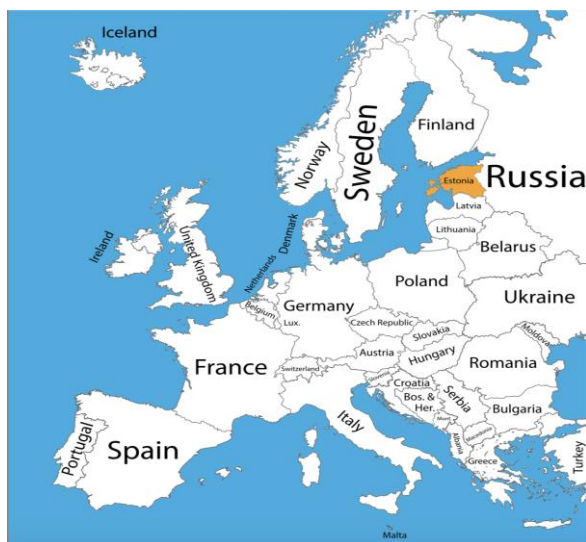 Iceland
Norway
Sweden
Finland
Estonia
Russia
Latvia
Lithuania
Belarus
Ireland
United Kingdom
Denmark
Netherlands
Belgium
Lux.
Germany
Poland
Ukraine
Czech Republic
Slovakia
Moldova
France
Switzerland
Austria
Hungary
Romania
Slovenia
Croatia
Bos. &
Her.
Serbia
Bulgaria
Portugal
Spain
Italy
Albania
Macedonia
Greece
Turkey
Malta